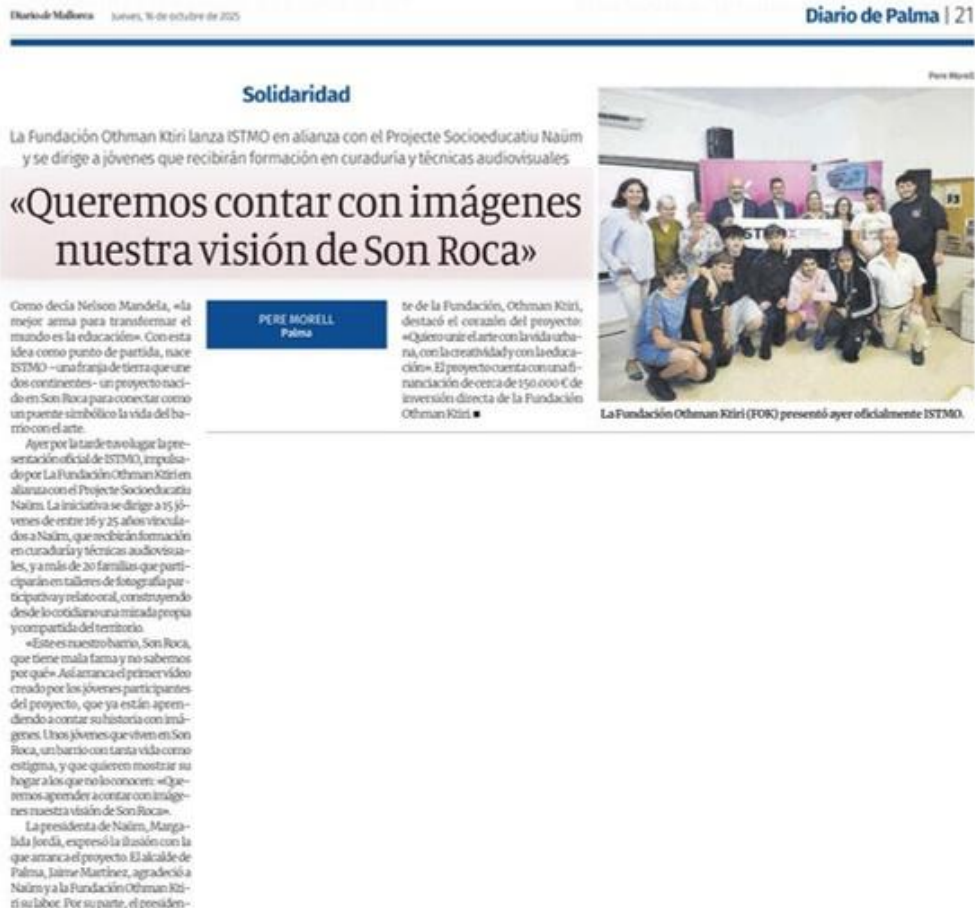 Diario de Mallorca Jueves, 16 de octubre de 2025
Diario de Palma | 21
Solidaridad
La Fundación Othman Ktiri lanza ISTMO en alianza con el Projecte Socioeducatiu Naüm
y se dirige a jóvenes que recibirán formación en curaduría y técnicas audiovisuales
«Queremos contar con imágenes
nuestra visión de Son Roca»
Como decía Nelson Mandela, «la
mejor arma para transformar el
mundo es la educación». Con esta
idea como punto de partida, nace
ISTMO –una franja de tierra que une
dos continentes– un proyecto naci-
do en Son Roca para conectar como
un puente simbólico la vida del ba-
rrio con el arte.
Ayer por la tarde tuvo lugar la pre-
sentación oficial de ISTMO, impulsa-
do por La Fundación Othman Ktiri en
alianza con el Projecte Socioeducatiu
Naüm. La iniciativa se dirige a 15 jó-
venes de entre 16 y 25 años vincula-
dos a Naüm, que recibirán formación
en curaduría y técnicas audiovisua-
les, y a más de 20 familias que parti-
ciparán en talleres de fotografía par-
ticipativa y relato oral, construyendo
desde lo cotidiano una mirada propia
y compartida del territorio.
«Este es nuestro barrio, Son Roca,
que tiene mala fama y no sabemos
por qué». Así arranca el primer vídeo
creado por los jóvenes participantes
del proyecto, que ya están apren-
diendo a contar su historia con imá-
genes. Unos jóvenes que viven en Son
Roca, un barrio con tanta vida como
estigma, y que quieren mostrar su
hogar a los que no lo conocen: «Que-
remos aprender a contar con imáge-
nes nuestra visión de Son Roca».
La presidenta de Naüm, Marga-
lida Jordà, expresó la ilusión con la
que arranca el proyecto. El alcalde de
Palma, Jaime Martínez, agradeció a
Naüm y a la Fundación Othman Kti-
ri su labor. Por su parte, el presiden-
PERE MORELL
Palma
te de la Fundación, Othman Ktiri,
destacó el corazón del proyecto:
«Quiero unir el arte con la vida urba-
na, con la creatividad y con la educa-
ción». El proyecto cuenta con una fi-
nanciación de cerca de 150.000 € de
inversión directa de la Fundación
Othman Ktiri ■
Pere Morell
La Fundación Othman Ktiri (FOK) presentó ayer oficialmente ISTMO.